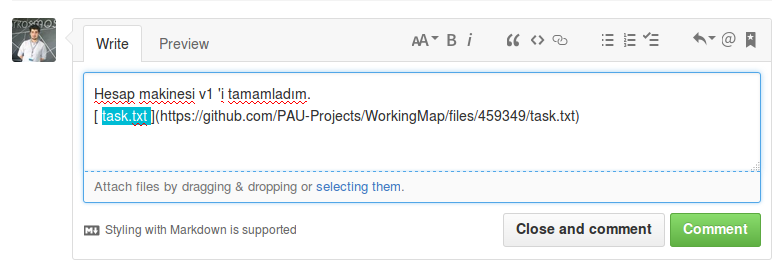 Write
Preview
AA B i
@
Hesap makinesi v1 'i tamamladım.
[ task.txt ](https://github.com/PAU-Projects/WorkingMap/files/459349/task.txt)
Attach files by dragging & dropping or selecting them.
Styling with Markdown is supported
Close and comment
Comment